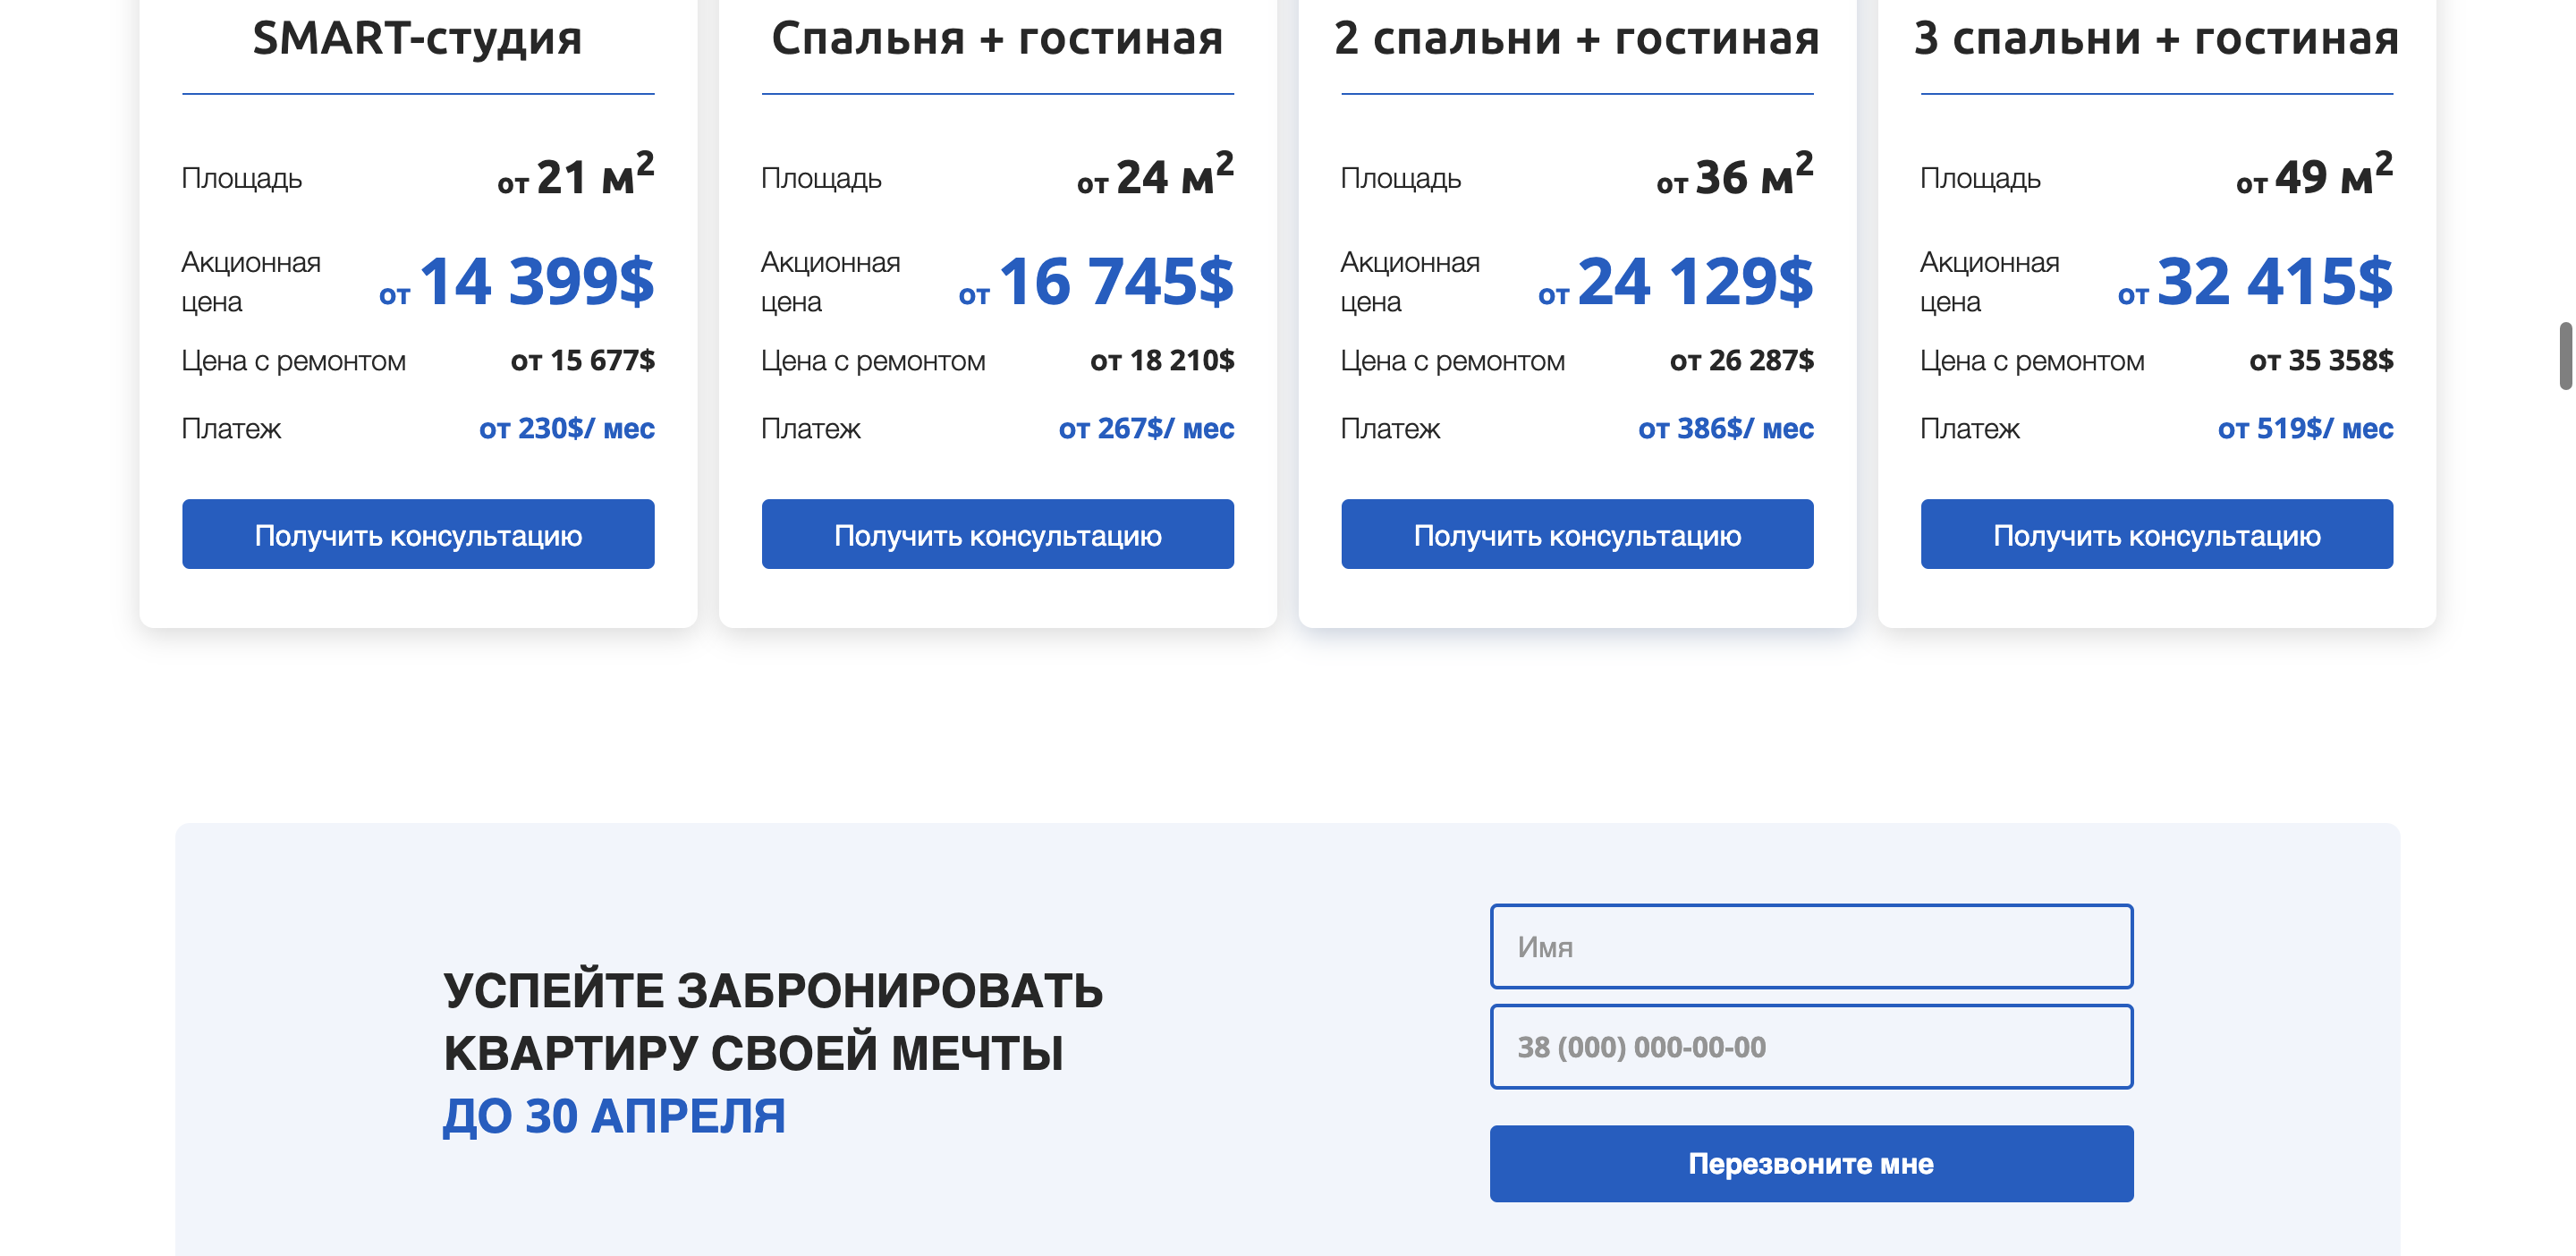 SMART-студия
Площадь от 21 м²
Акционная цена от 14 399$
Цена с ремонтом от 15 677$
Платеж от 230$/ мес
Получить консультацию
Спальня + гостиная
Площадь от 24 м²
Акционная цена от 16 745$
Цена с ремонтом от 18 210$
Платеж от 267$/ мес
Получить консультацию
2 спальни + гостиная
Площадь от 36 м²
Акционная цена от 24 129$
Цена с ремонтом от 26 287$
Платеж от 386$/ мес
Получить консультацию
3 спальни + гостиная
Площадь от 49 м²
Акционная цена от 32 415$
Цена с ремонтом от 35 358$
Платеж от 519$/ мес
Получить консультацию
УСПЕЙТЕ ЗАБРОНИРОВАТЬ
КВАРТИРУ СВОЕЙ МЕЧТЫ
ДО 30 АПРЕЛЯ
Имя
38 (000) 000-00-00
Перезвоните мне